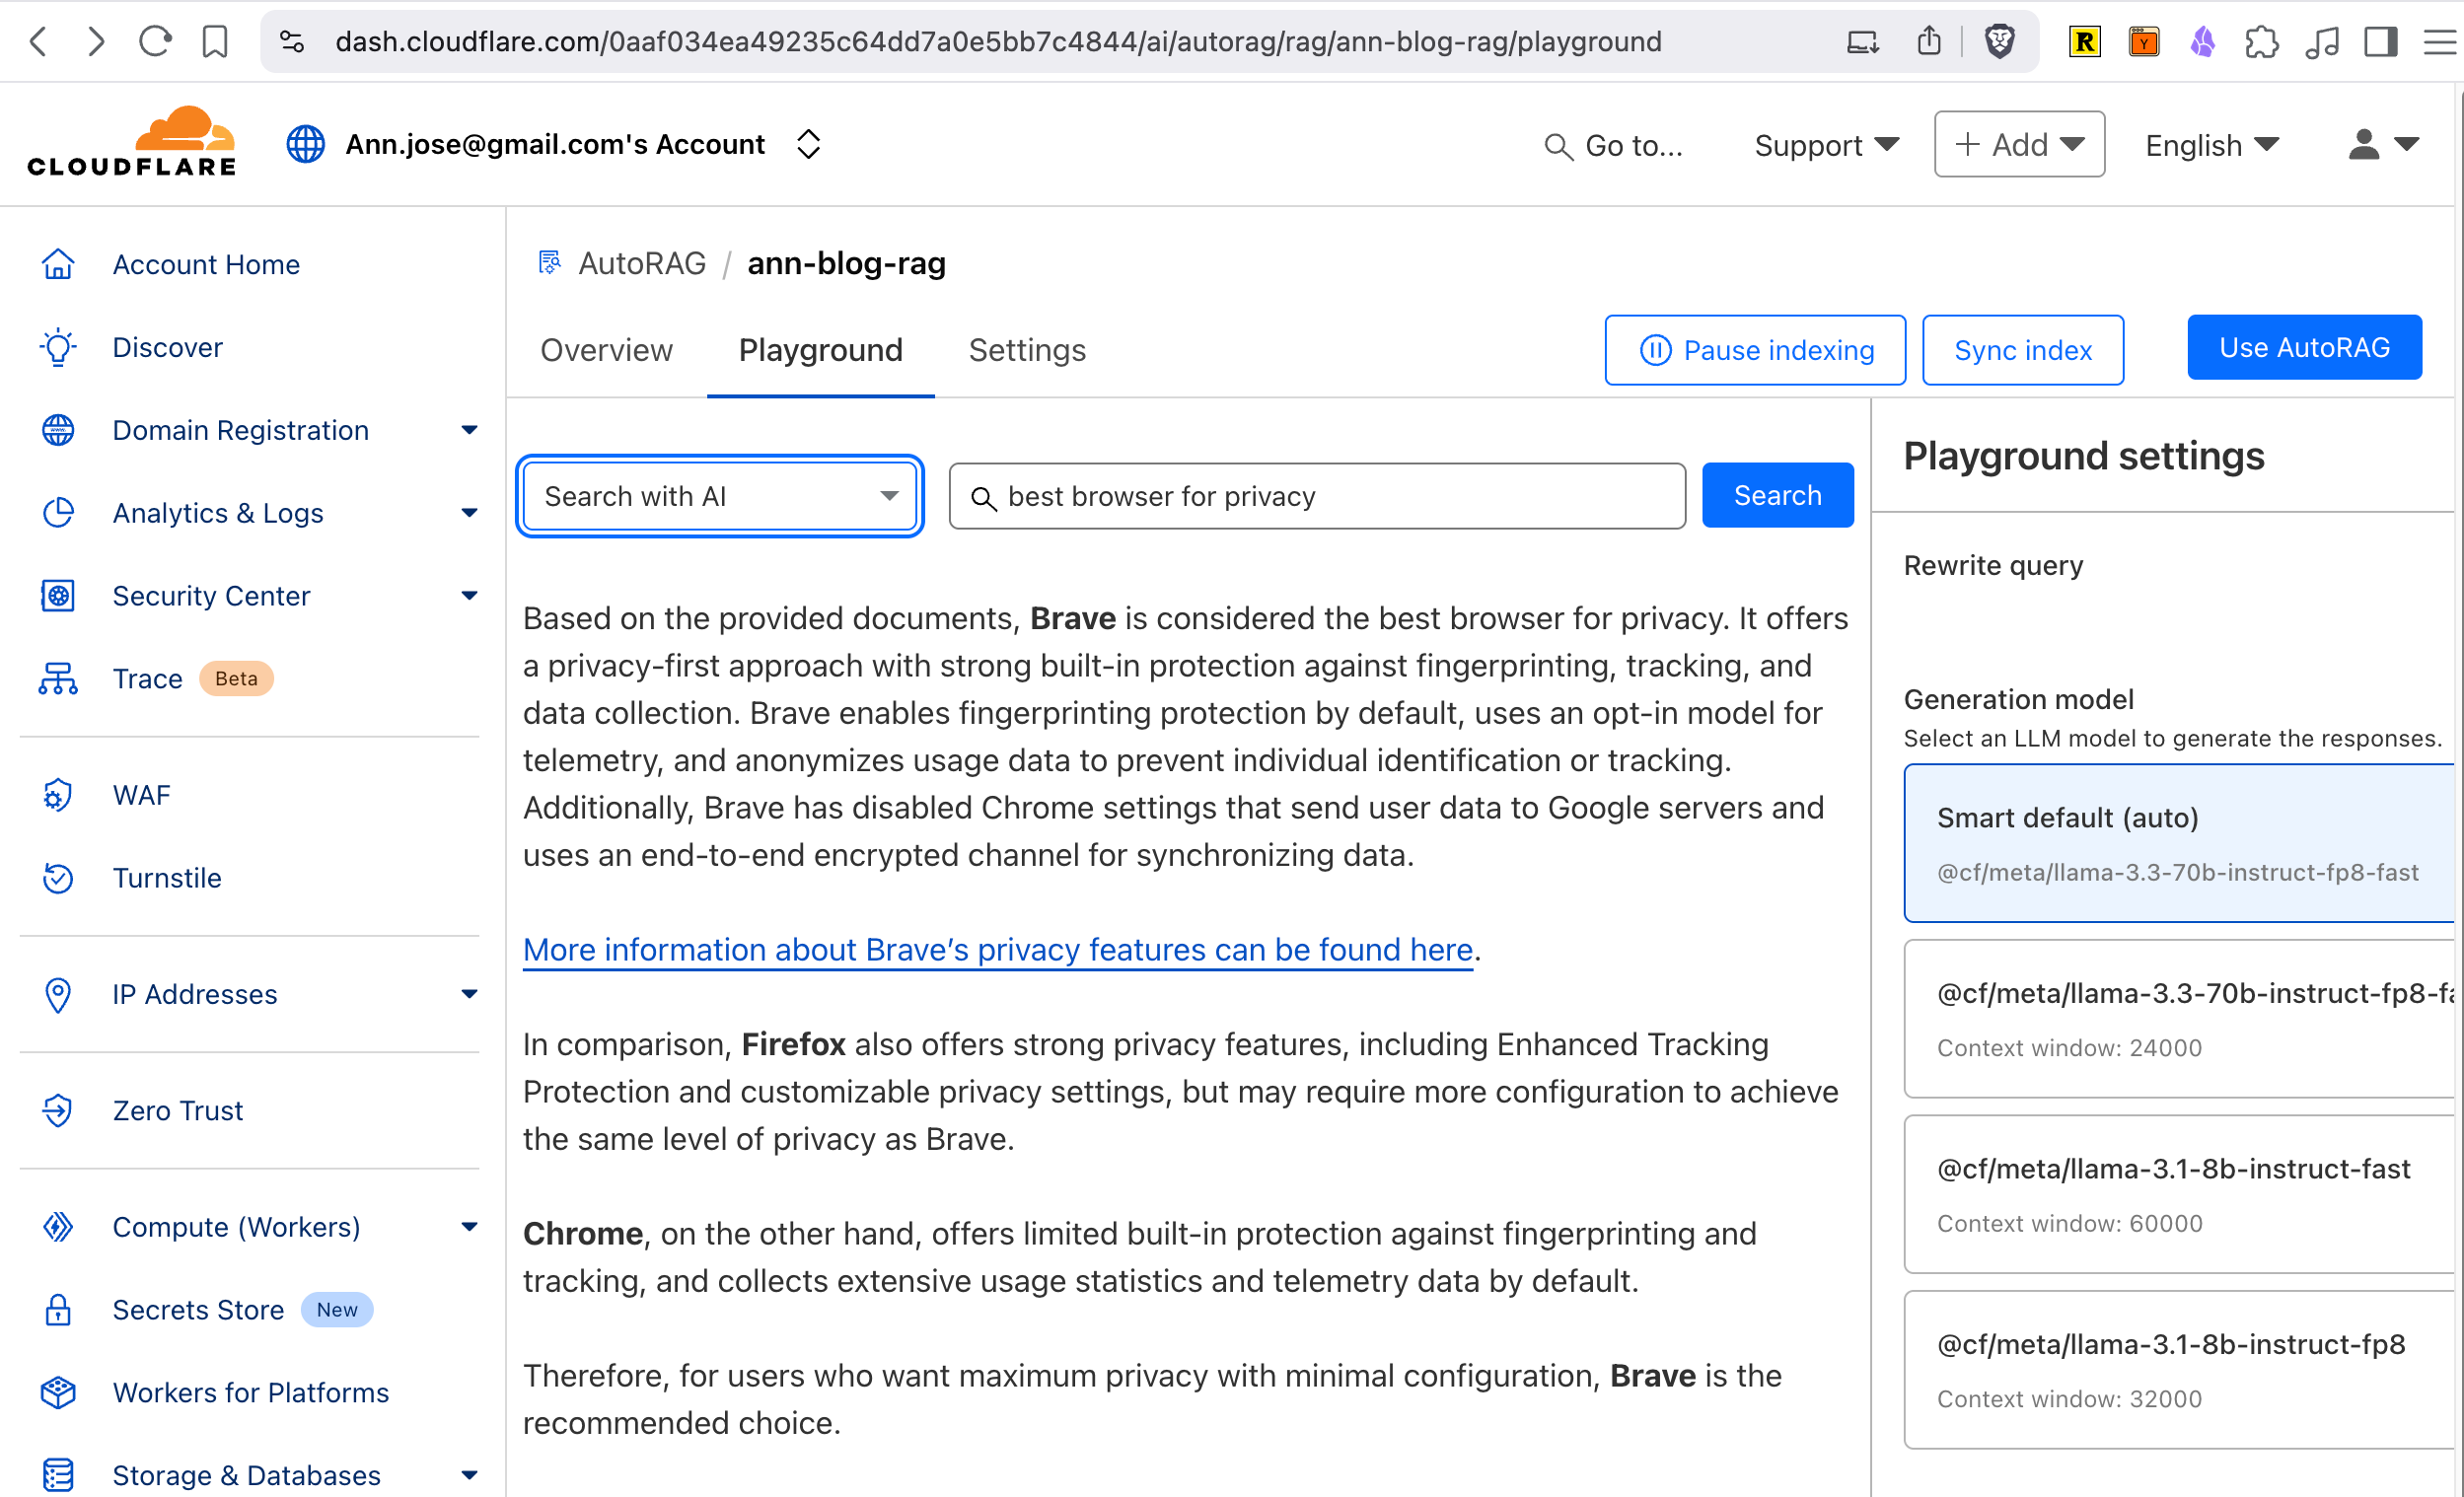 dash.cloudflare.com/0aaf034ea49235c64dd7a0e5bb7c4844/ai/autorag/rag/ann-blog-rag/playground
R
Y
CLOUDFLARE
Ann.jose@gmail.com's Account
Go to...
Support
+ Add
English
Account Home
Discover
Domain Registration
Analytics & Logs
Security Center
Trace Beta
WAF
Turnstile
IP Addresses
Zero Trust
Compute (Workers)
Secrets Store New
Workers for Platforms
Storage & Databases
AutoRAG / ann-blog-rag
Overview
Playground
Settings
Pause indexing
Sync index
Use AutoRAG
Search with AI
best browser for privacy
Search
Based on the provided documents, Brave is considered the best browser for privacy. It offers
a privacy-first approach with strong built-in protection against fingerprinting, tracking, and
data collection. Brave enables fingerprinting protection by default, uses an opt-in model for
telemetry, and anonymizes usage data to prevent individual identification or tracking.
Additionally, Brave has disabled Chrome settings that send user data to Google servers and
uses an end-to-end encrypted channel for synchronizing data.
More information about Brave’s privacy features can be found here.
In comparison, Firefox also offers strong privacy features, including Enhanced Tracking
Protection and customizable privacy settings, but may require more configuration to achieve
the same level of privacy as Brave.
Chrome, on the other hand, offers limited built-in protection against fingerprinting and
tracking, and collects extensive usage statistics and telemetry data by default.
Therefore, for users who want maximum privacy with minimal configuration, Brave is the
recommended choice.
Playground settings
Rewrite query
Generation model
Select an LLM model to generate the responses.
Smart default (auto)
@cf/meta/llama-3.3-70b-instruct-fp8-fast
@cf/meta/llama-3.3-70b-instruct-fp8-fa
Context window: 24000
@cf/meta/llama-3.1-8b-instruct-fast
Context window: 60000
@cf/meta/llama-3.1-8b-instruct-fp8
Context window: 32000